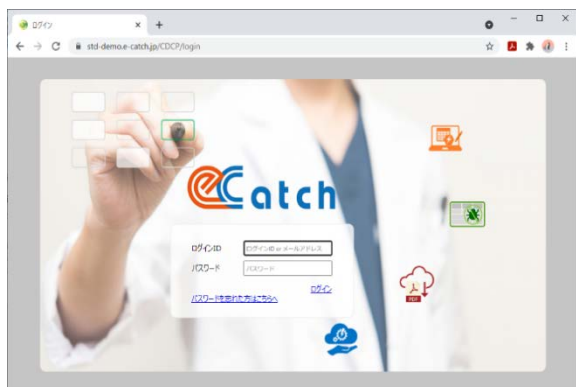 ログイン
std-demo.e-catch.jp/CDCP/login
eCatch
ログインID
ログインID or メールアドレス
パスワード
パスワード
ログイン
パスワードを忘れた方はこちらへ
PDF